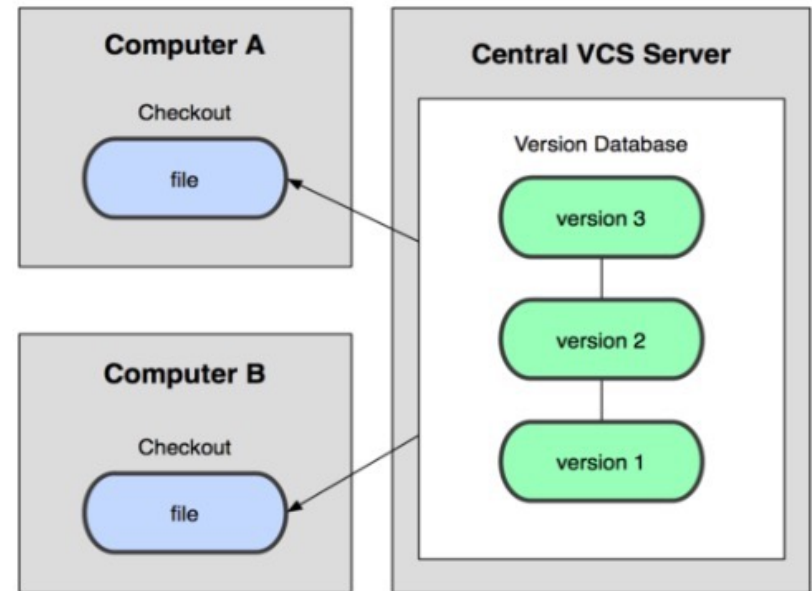 Computer A
Checkout
file
Computer B
Checkout
file
Central VCS Server
Version Database
version 3
version 2
version 1